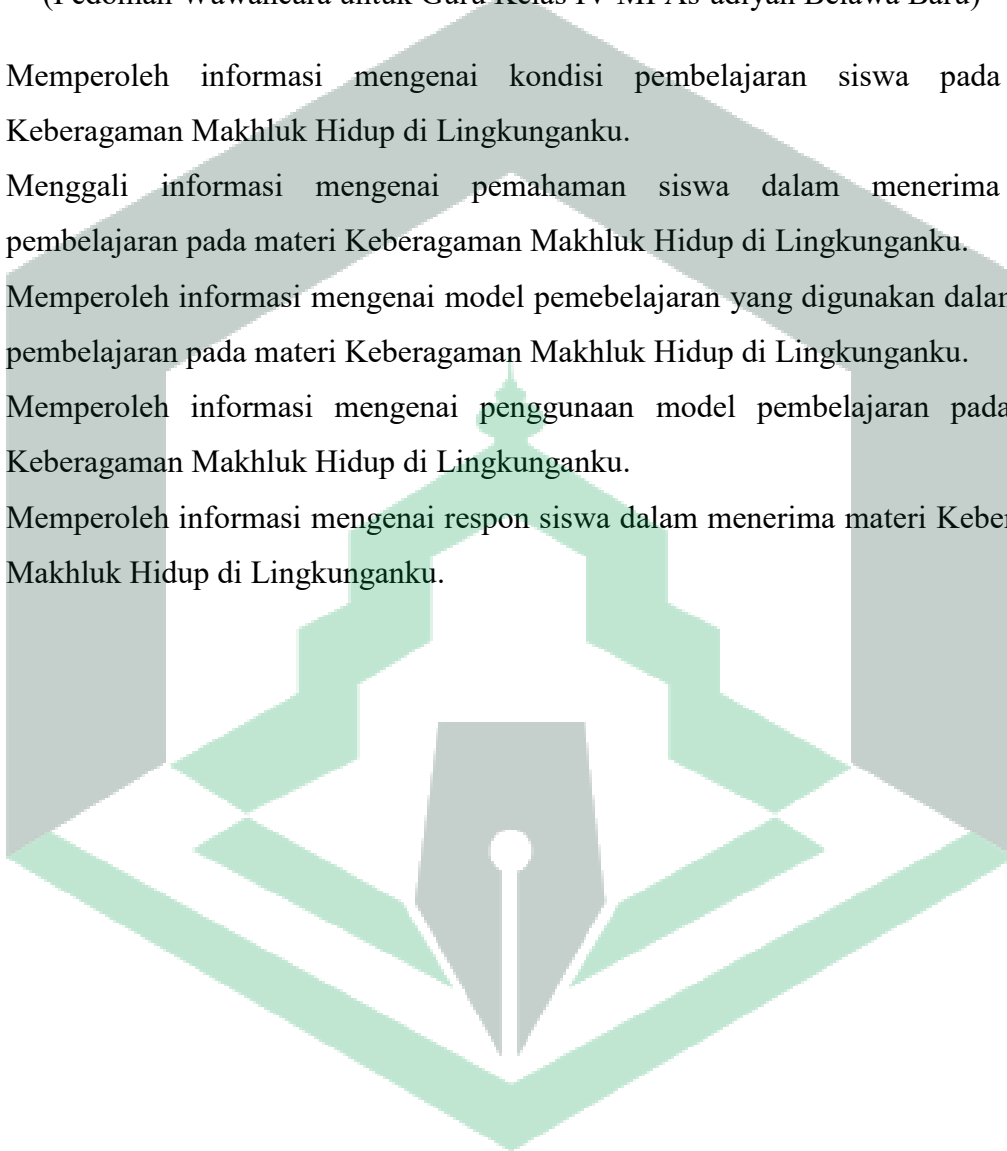 (Pedoman Wawancara untuk Guru Kelas IV MI As'adiyah Belawa Baru)
Memperoleh informasi mengenai kondisi pembelajaran siswa pada
Keberagaman Makhluk Hidup di Lingkunganku.
Menggali informasi mengenai pemahaman siswa dalam menerima
pembelajaran pada materi Keberagaman Makhluk Hidup di Lingkunganku.
Memperoleh informasi mengenai model pemebelajaran yang digunakan dalam
pembelajaran pada materi Keberagaman Makhluk Hidup di Lingkunganku.
Memperoleh informasi mengenai penggunaan model pembelajaran pada
Keberagaman Makhluk Hidup di Lingkunganku.
Memperoleh informasi mengenai respon siswa dalam menerima materi
Makhluk Hidup di Lingkunganku.